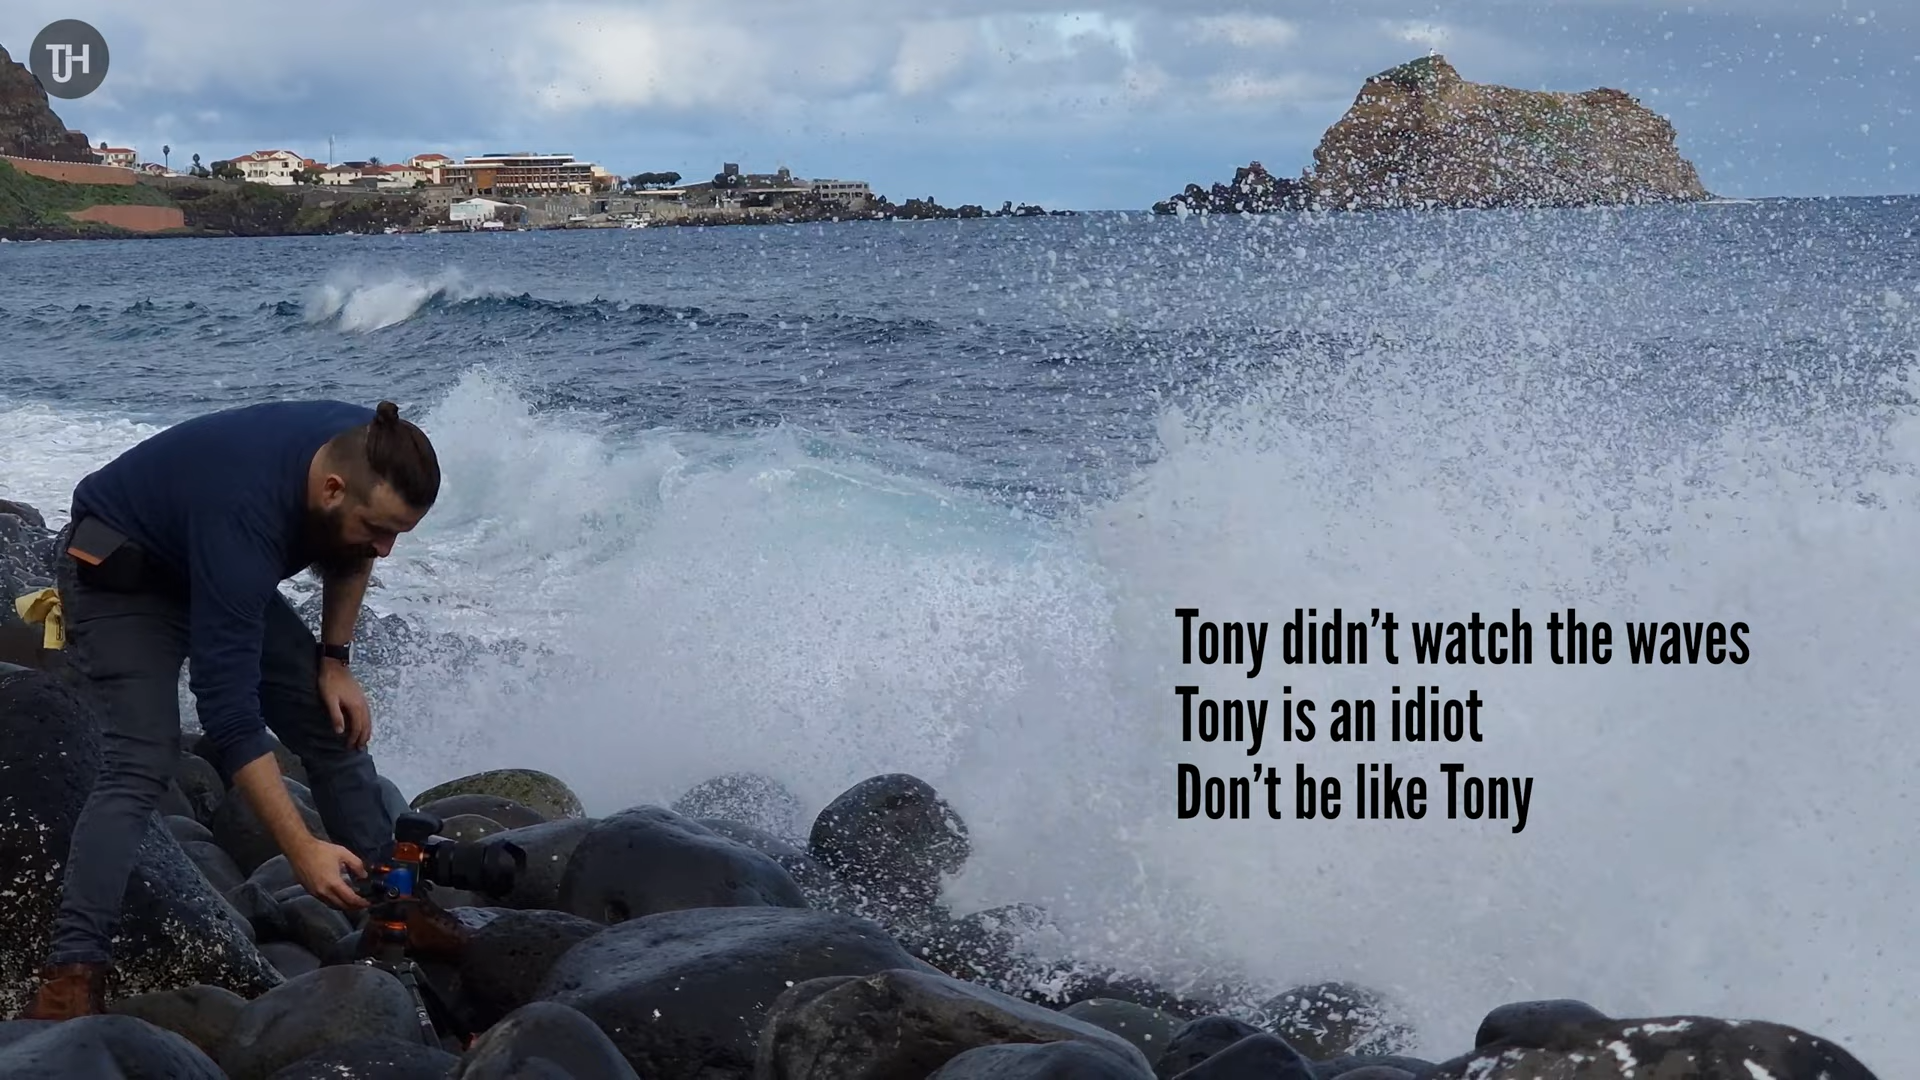 TJH
Tony didn't watch the waves
Tony is an idiot
Don't be like Tony